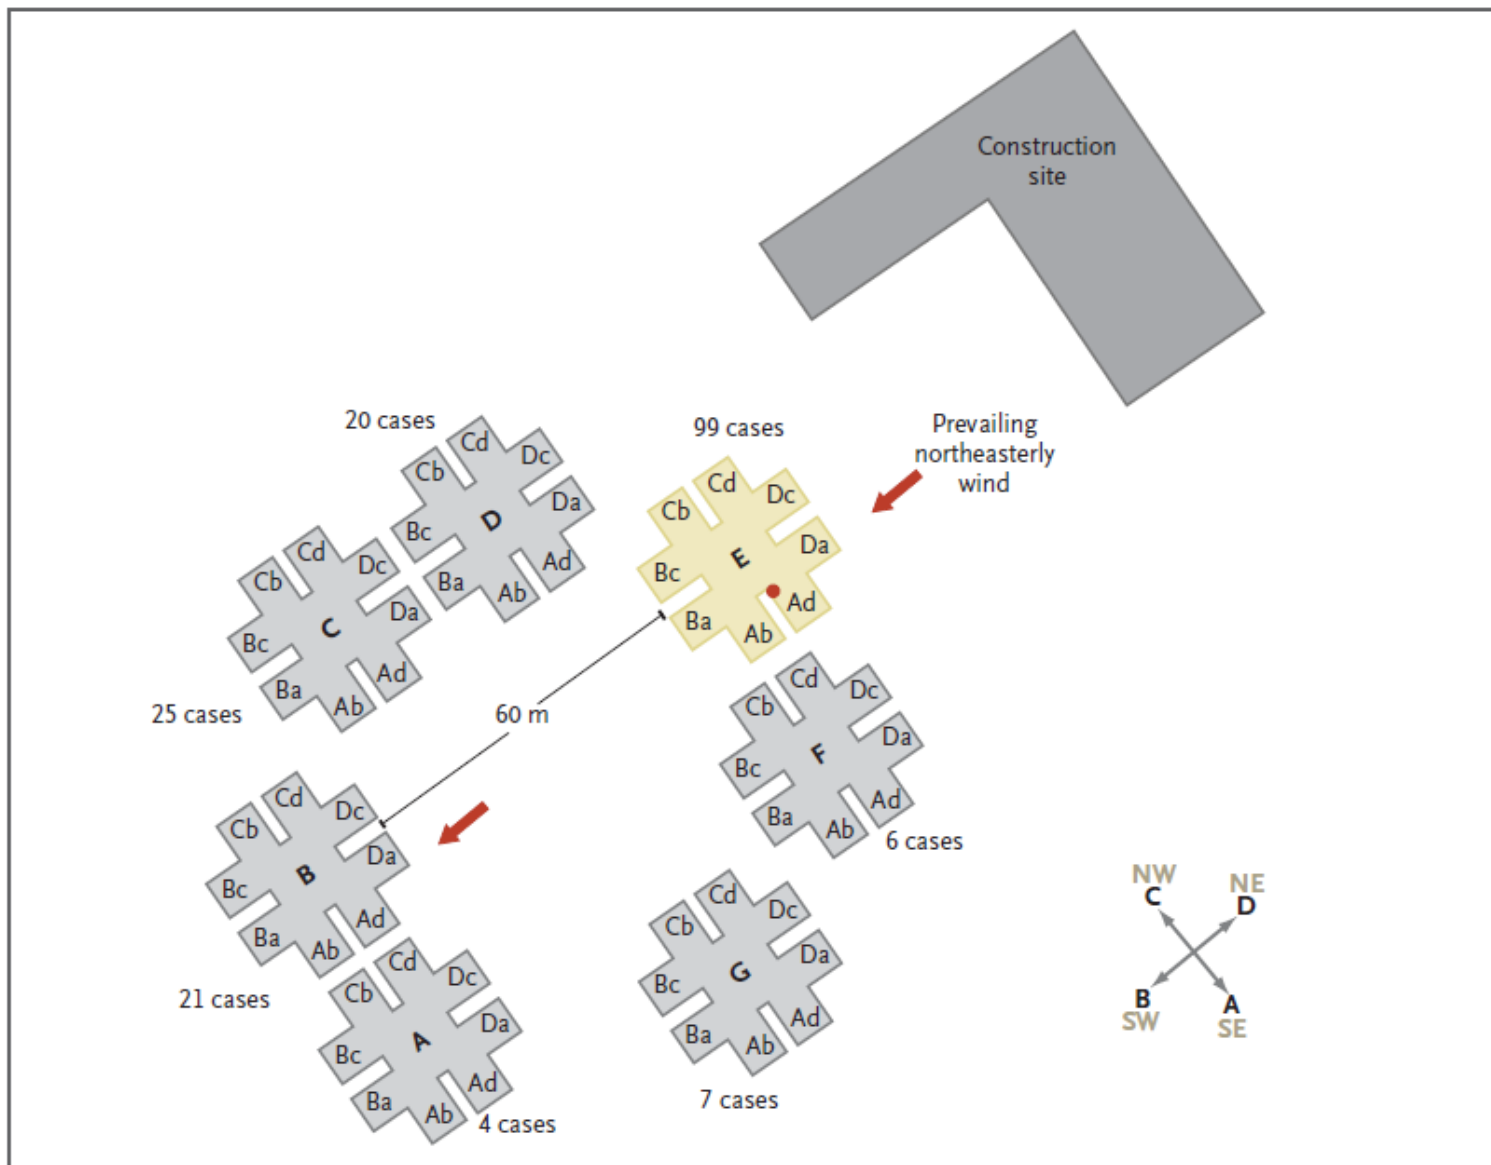 Construction
site
20 cases
99 cases
Prevailing
northeasterly
wind
Cd
Dc
Cb
Da
D
Bc
Ad
Ba
Ab
Cd
Dc
Cb
Da
E
Bc
Ad
Ba
Ab
Cd
Dc
Cb
Da
C
Bc
Ad
Ba
Ab
25 cases
60 m
Cd
Dc
Cb
Da
F
Bc
Ad
Ba
Ab
6 cases
Cd
Dc
Cb
Da
B
Bc
Ad
Ba
Ab
21 cases
Cd
Dc
Cb
Da
A
Bc
Ad
Ba
Ab
4 cases
Cd
Dc
Cb
Da
G
Bc
Ad
Ba
Ab
7 cases
NW
C
NE
D
B
SW
A
SE